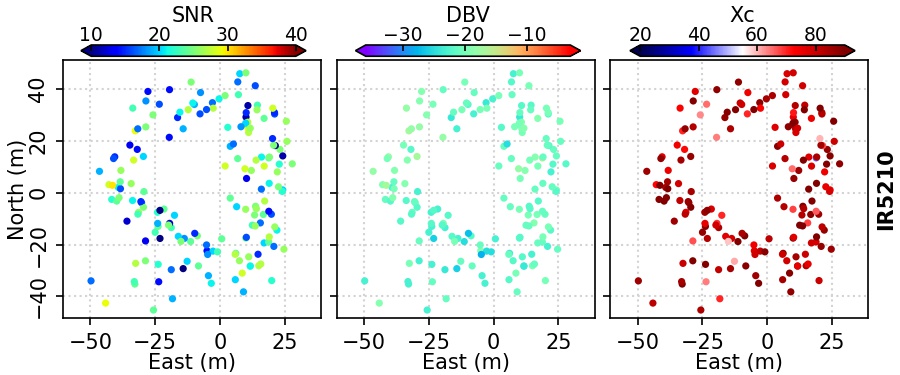 SNR DBV Xc
10 20 30 40 −30 −20 −10 20 40 60 80
40
20
0
−20
−40
North (m)
−50 −25 0 25 −50 −25 0 25 −50 −25 0 25
East (m) East (m) East (m)
IR5210